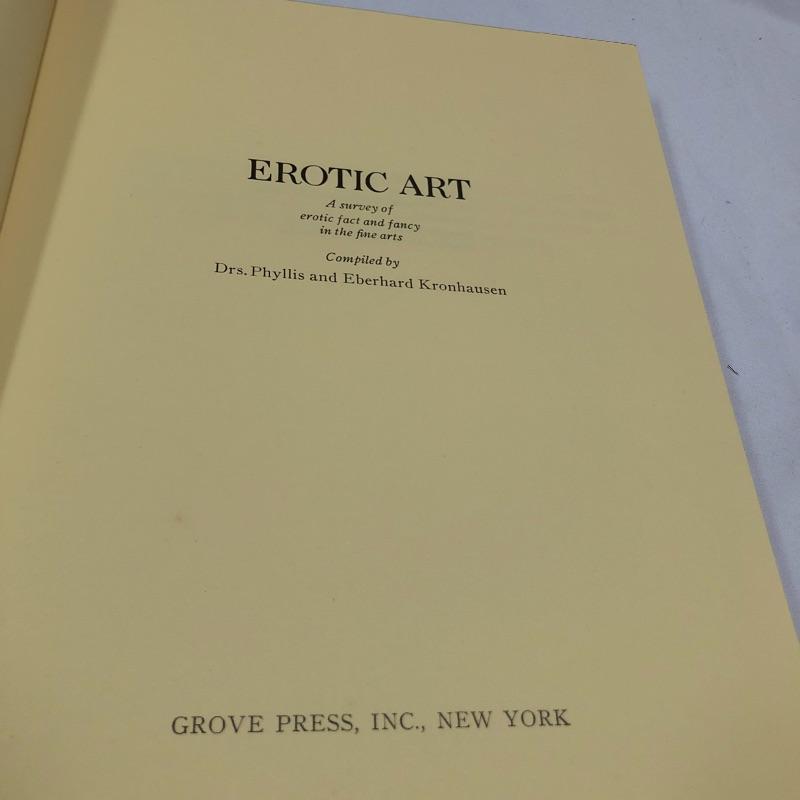 EROTIC ART
A survey of
erotic fact and fancy
in the fine arts
Compiled by
Drs. Phyllis and Eberhard Kronhausen
GROVE PRESS, INC., NEW YORK